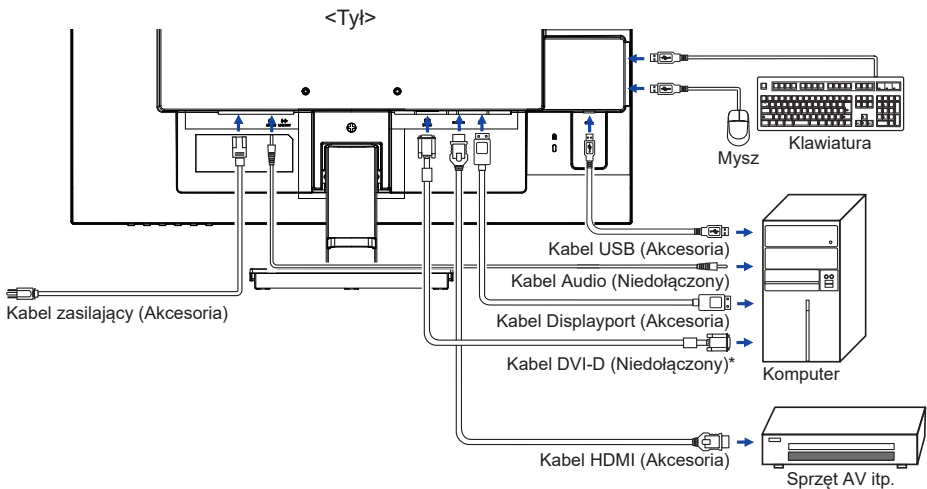 <Tył>
Mysz
Klawiatura
Kabel USB (Akcesoria)
Kabel Audio (Niedołączony)
Kabel zasilający (Akcesoria)
Kabel Displayport (Akcesoria)
Kabel DVI-D (Niedołączony)*
Komputer
Kabel HDMI (Akcesoria)
Sprzęt AV itp.